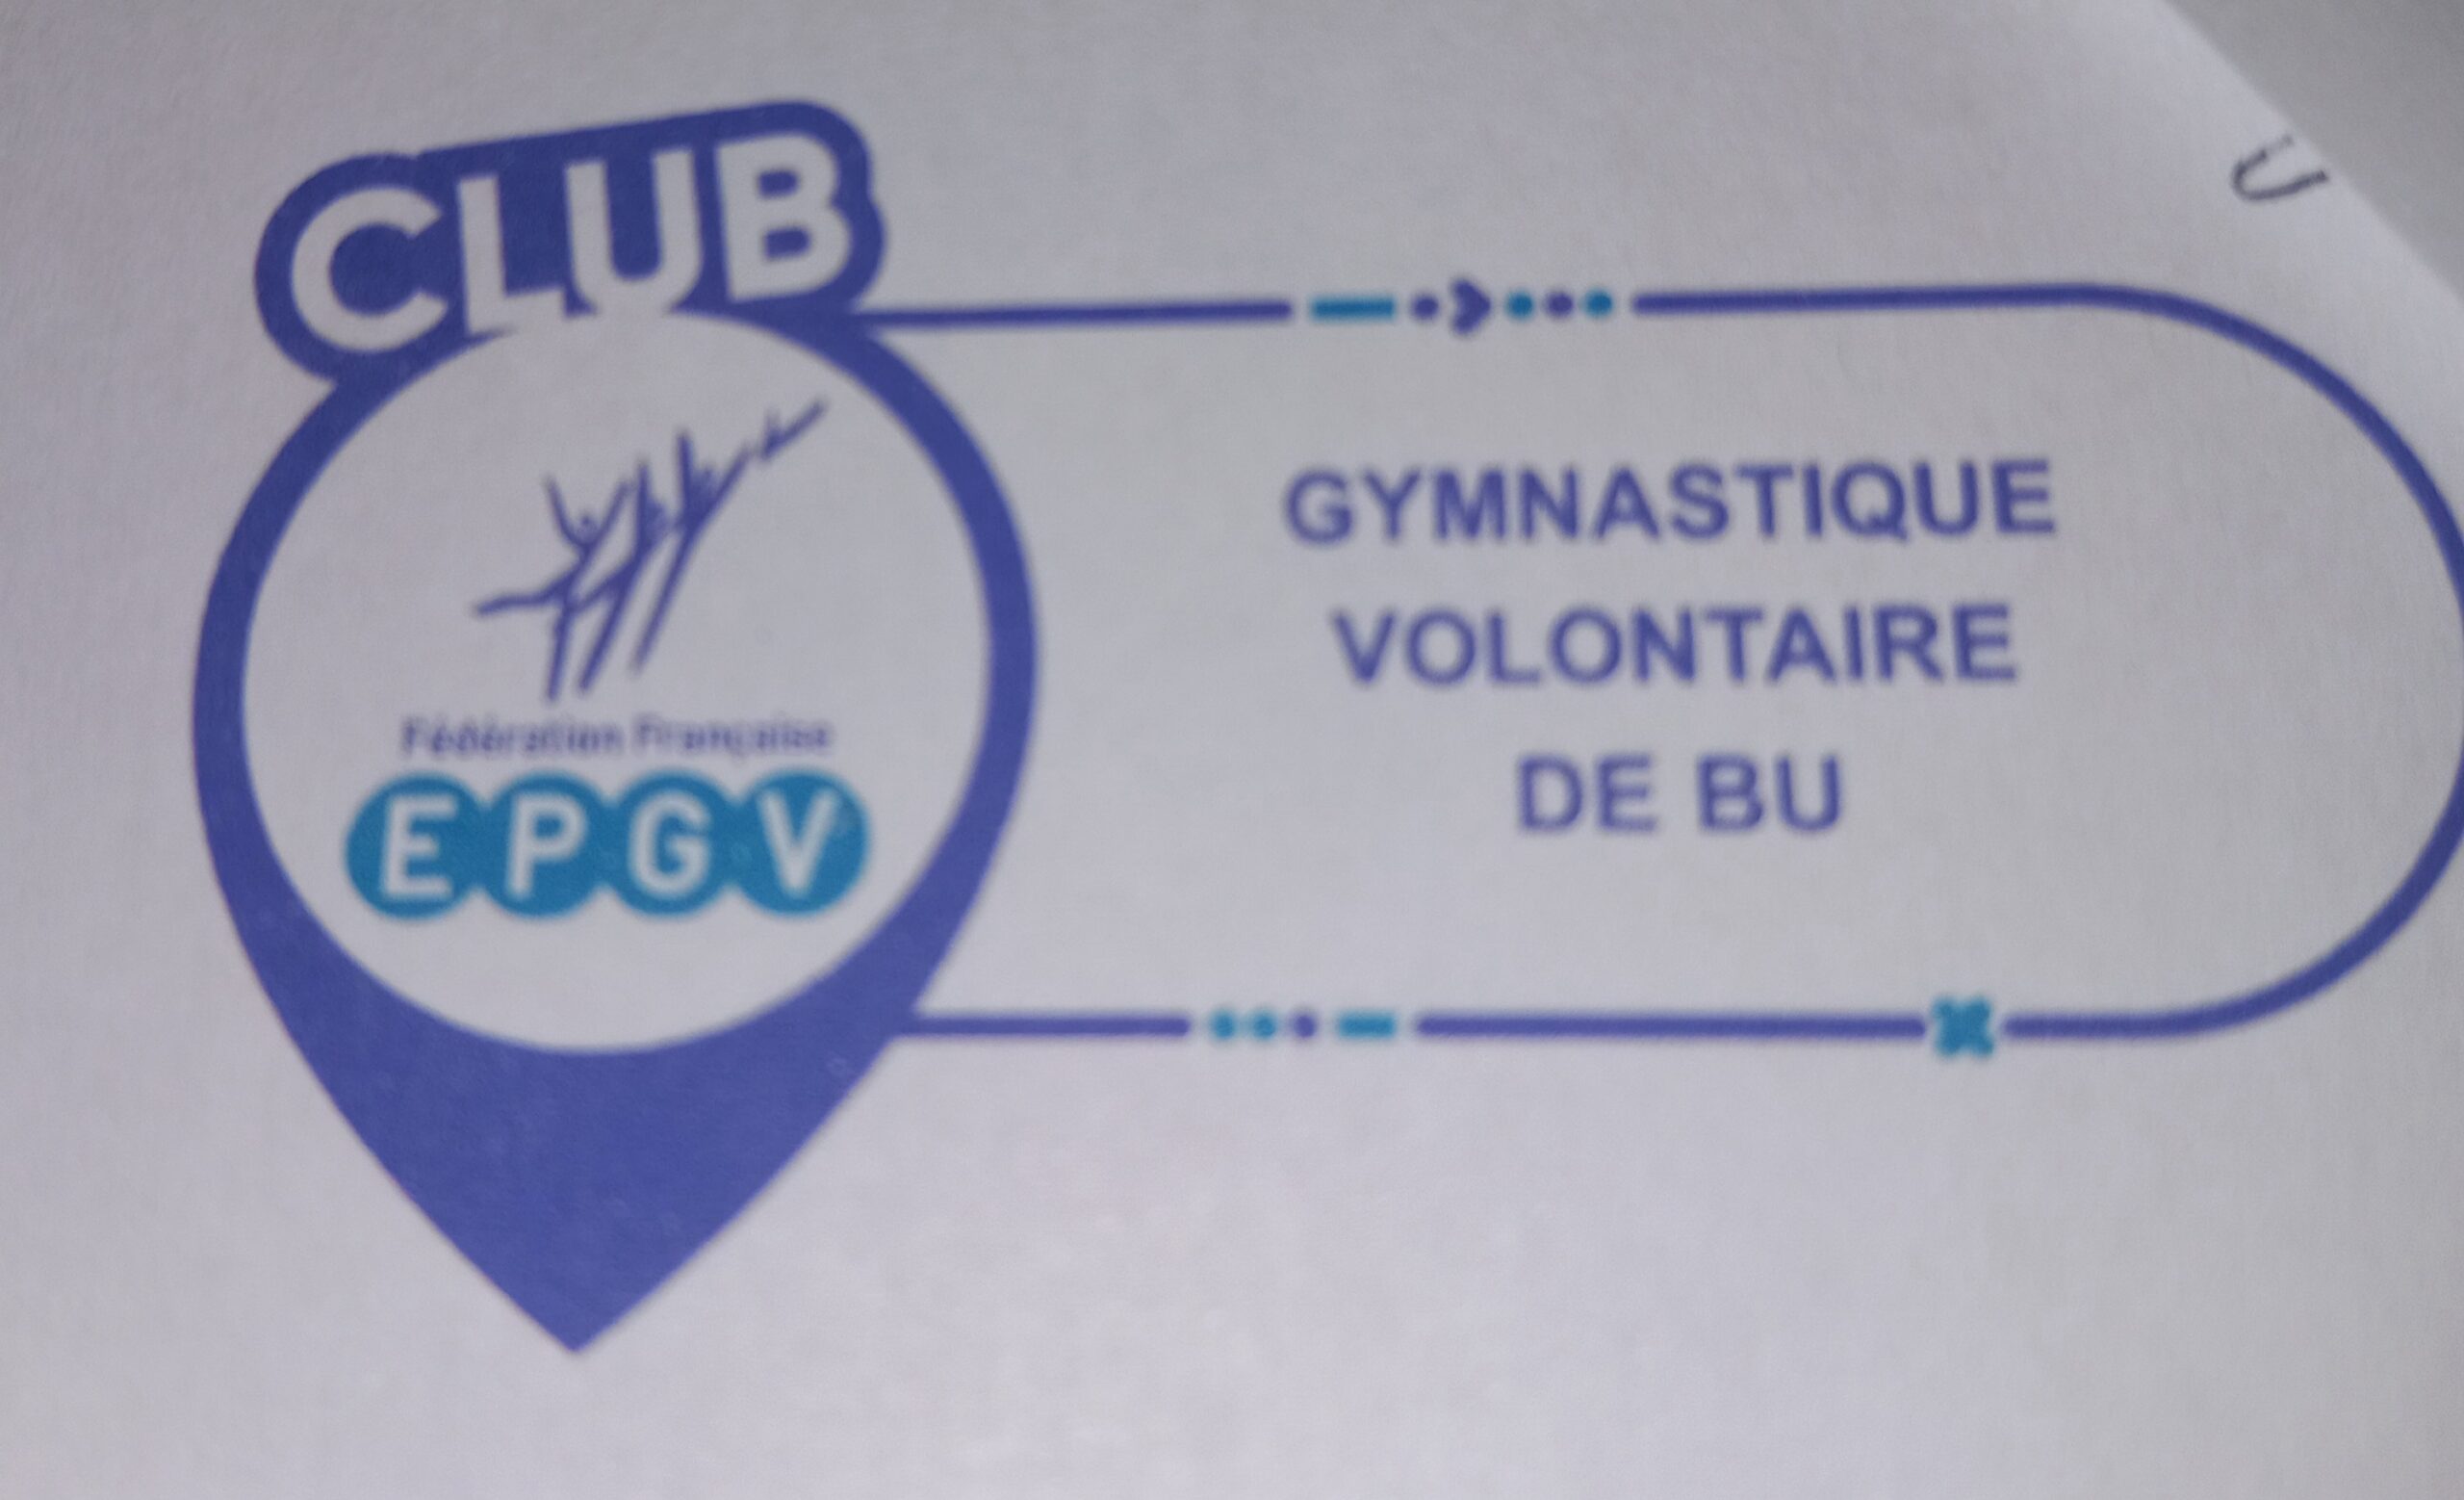 CLUB
Fédération Française
EPGV
GYMNASTIQUE
VOLONTAIRE
DE BU